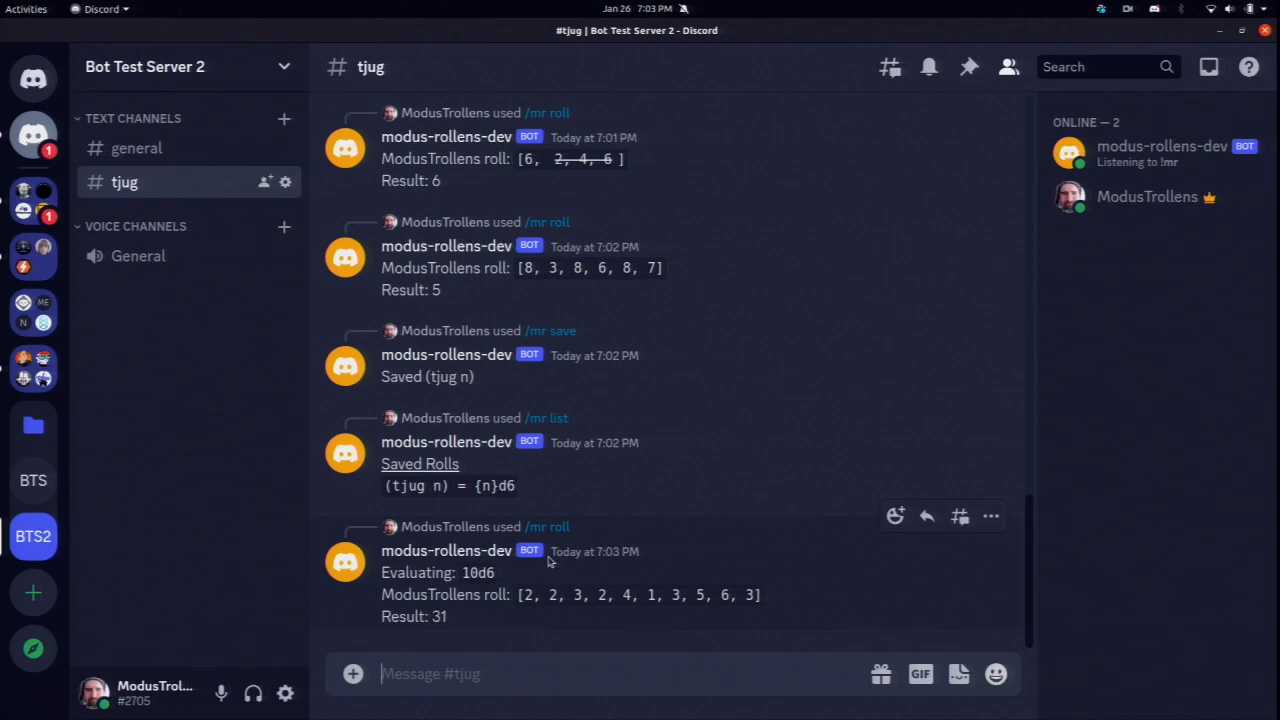 Activities
Discord
Jan 26 7:03 PM
#tjug | Bot Test Server 2 - Discord
Bot Test Server 2
TEXT CHANNELS
general
tjug
VOICE CHANNELS
General
1
1
ME
N
BTS
BTS2
ModusTrol...
#2705
# tjug
Search
ModusTrollens used /mr roll
modus-rollens-dev BOT Today at 7:01 PM
ModusTrollens roll: [6, 2, 4, 6 ]
Result: 6
ModusTrollens used /mr roll
modus-rollens-dev BOT Today at 7:02 PM
ModusTrollens roll: [8, 3, 8, 6, 8, 7]
Result: 5
ModusTrollens used /mr save
modus-rollens-dev BOT Today at 7:02 PM
Saved (tjug n)
ModusTrollens used /mr list
modus-rollens-dev BOT Today at 7:02 PM
Saved Rolls
(tjug n) = {n}d6
ModusTrollens used /mr roll
modus-rollens-dev BOT Today at 7:03 PM
Evaluating: 10d6
ModusTrollens roll: [2, 2, 3, 2, 4, 1, 3, 5, 6, 3]
Result: 31
Message #tjug
GIF
ONLINE — 2
modus-rollens-dev BOT
Listening to !mr
ModusTrollens